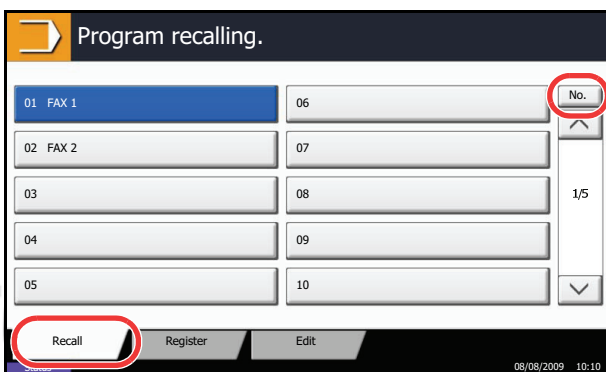 Program recalling.
01 FAX 1
06
No.
02 FAX 2
07
03
08
1/5
04
09
05
10
Recall
Register
Edit
Status
08/08/2009 10:10